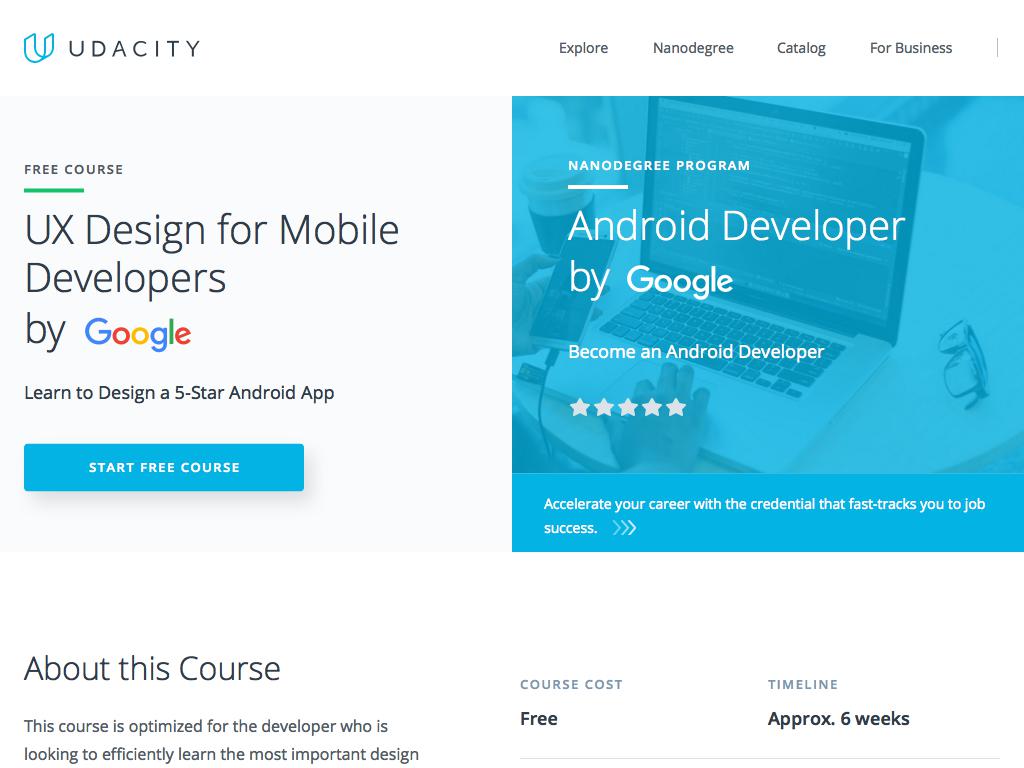 UDACITY
Explore
Nanodegree
Catalog
For Business
FREE COURSE
UX Design for Mobile
Developers
by Google
Learn to Design a 5-Star Android App
START FREE COURSE
NANODEGREE PROGRAM
Android Developer
by Google
Become an Android Developer
Accelerate your career with the credential that fast-tracks you to job
success.
About this Course
This course is optimized for the developer who is
looking to efficiently learn the most important design
COURSE COST
Free
TIMELINE
Approx. 6 weeks